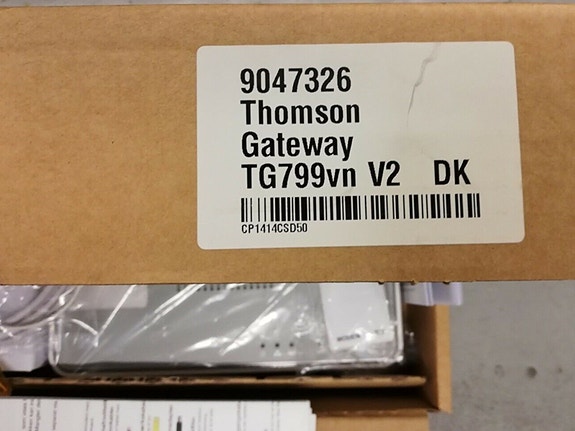 9047326
Thomson
Gateway
TG799vn V2 DK
CP1414CSD50